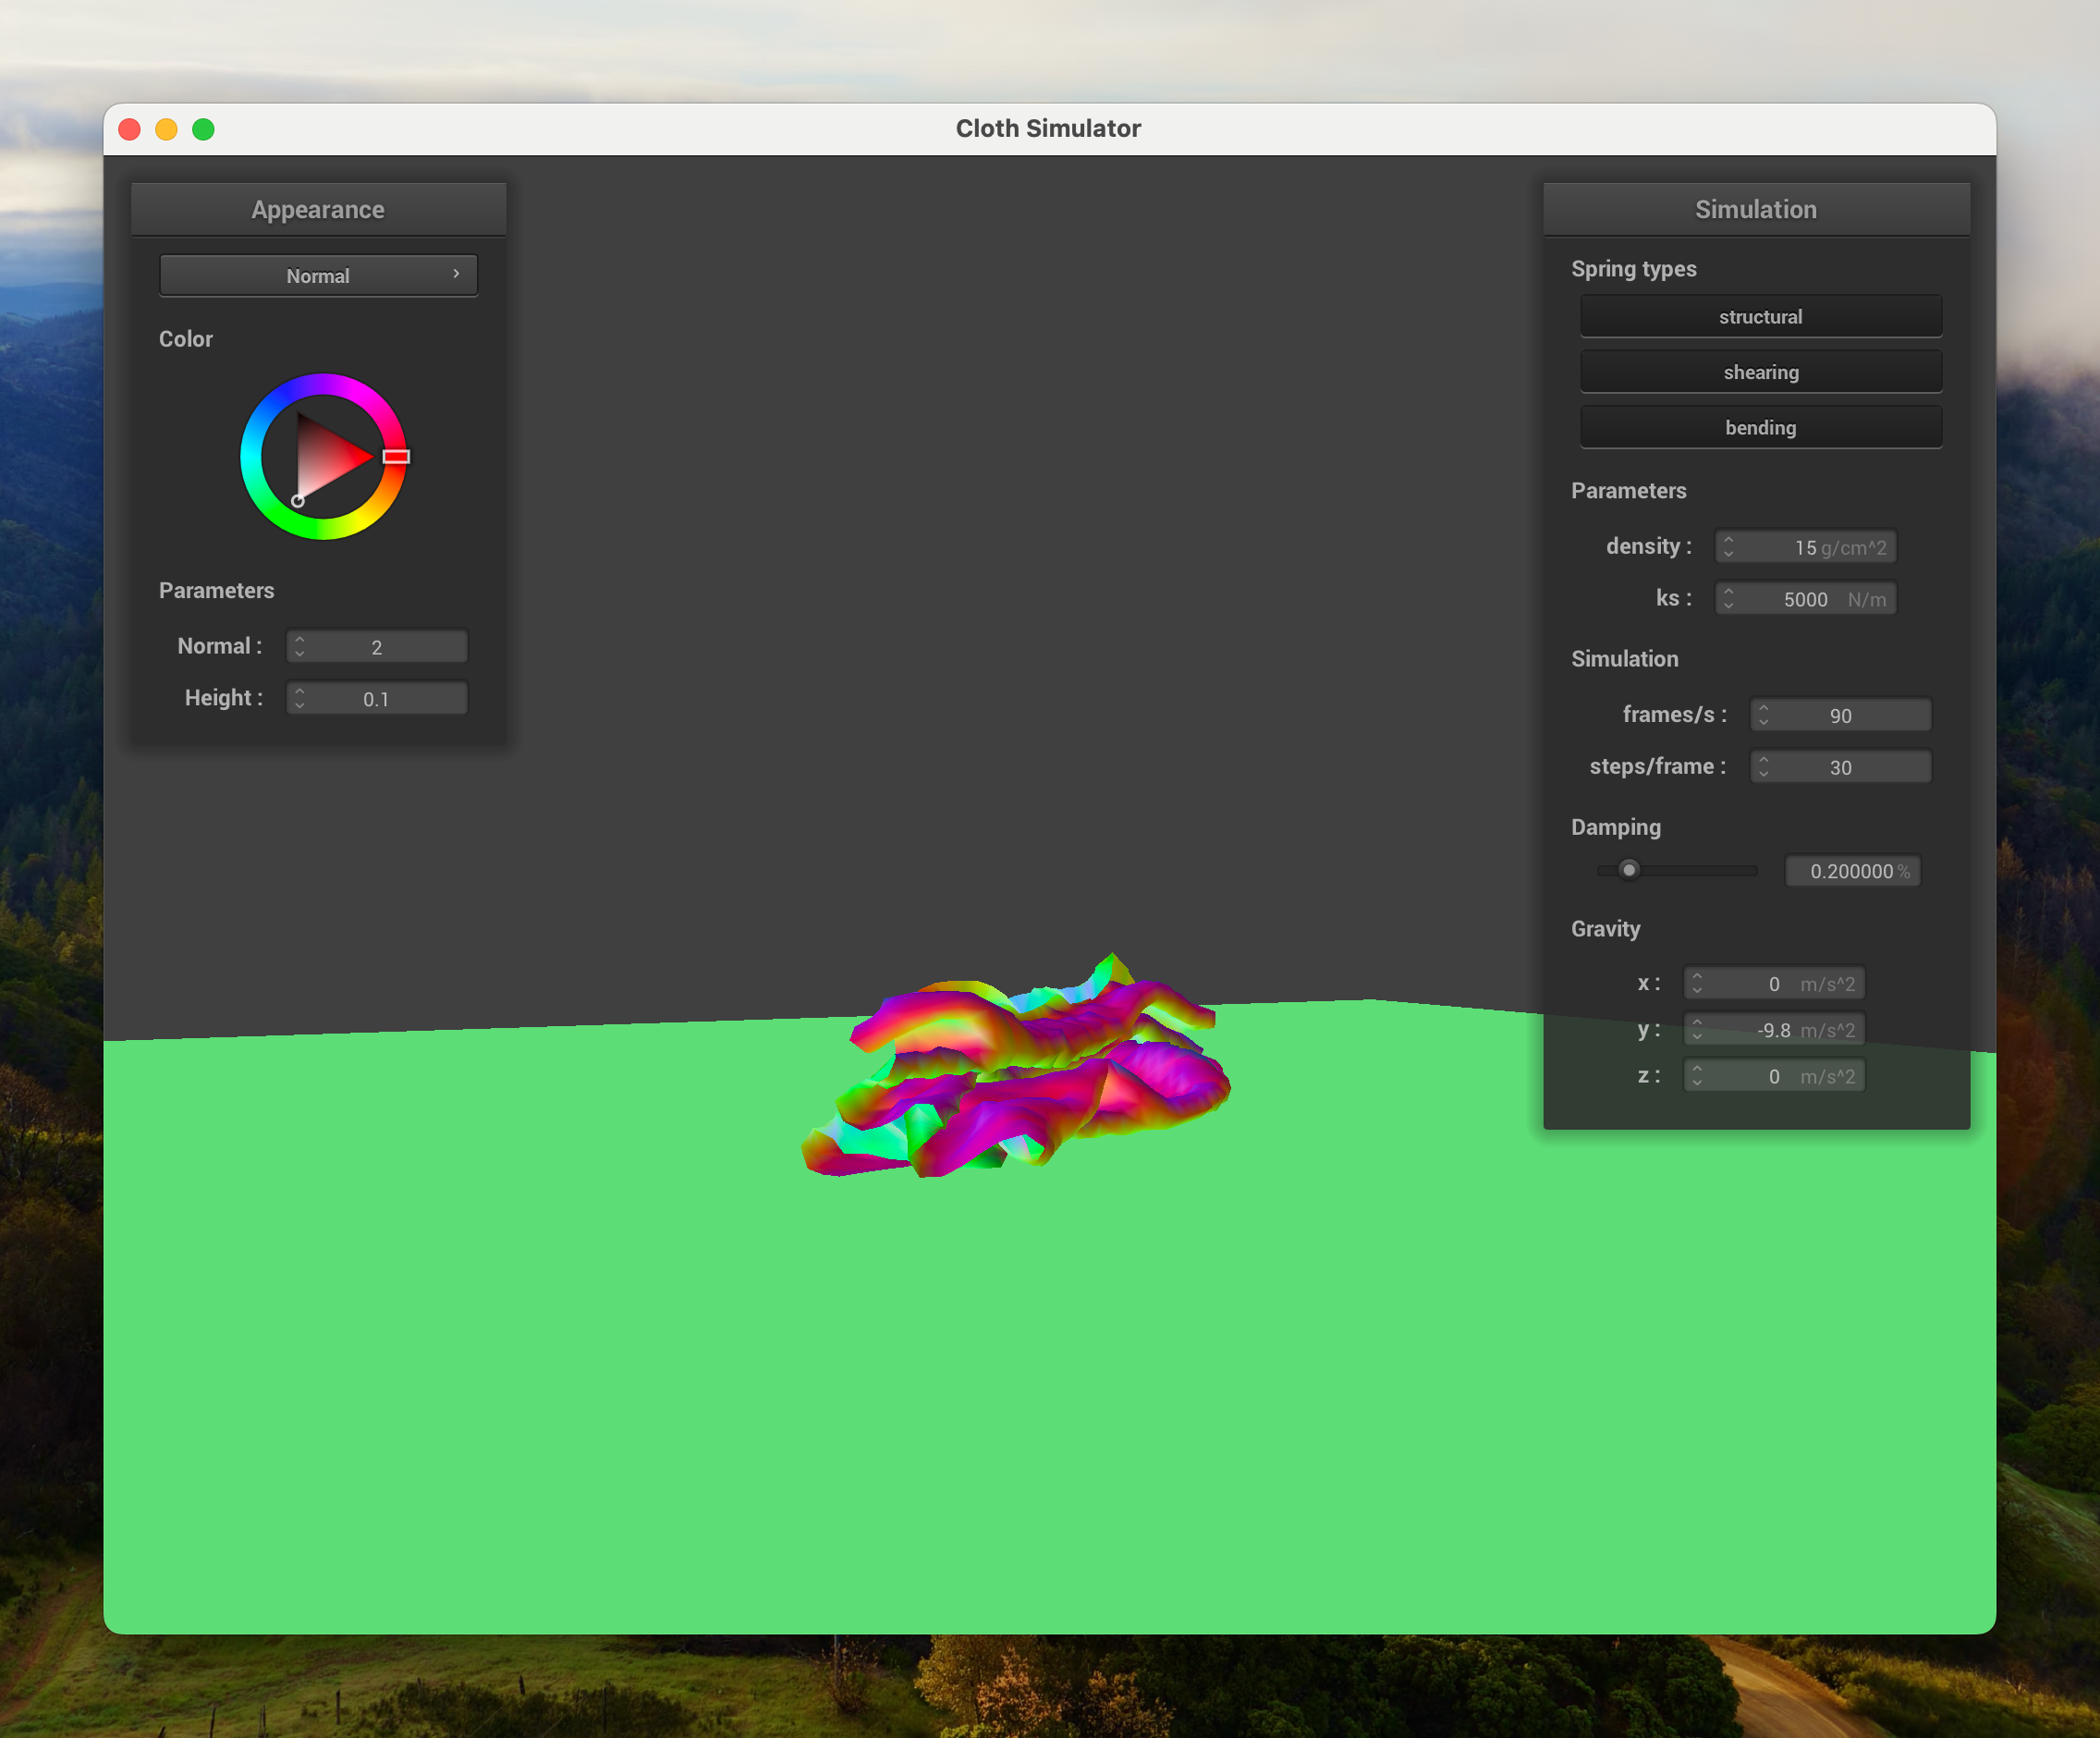 Cloth Simulator
Appearance
Normal
Color
Parameters
Normal :
2
Height :
0.1
Simulation
Spring types
structural
shearing
bending
Parameters
density :
15 g/cm^2
ks :
5000 N/m
Simulation
frames/s :
90
steps/frame :
30
Damping
0.200000 %
Gravity
x :
0 m/s^2
y :
-9.8 m/s^2
z :
0 m/s^2